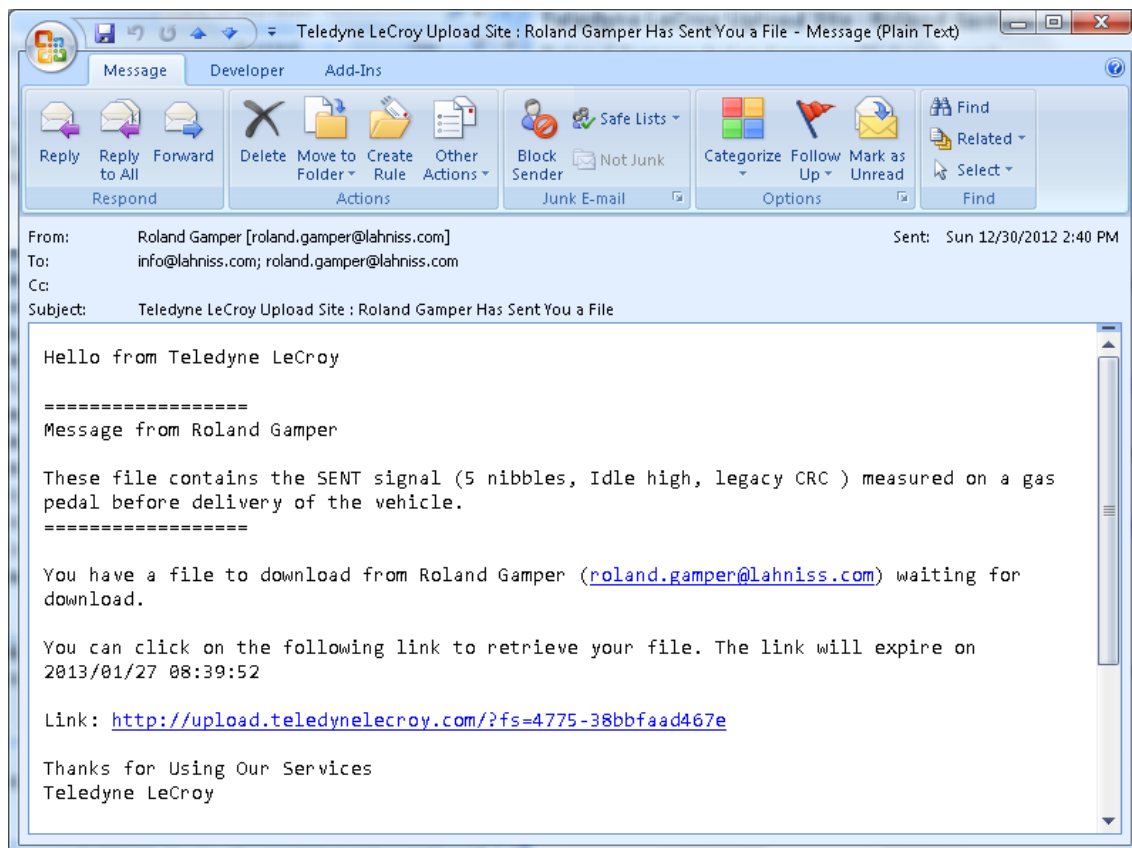 Teledyne LeCroy Upload Site : Roland Gamper Has Sent You a File - Message (Plain Text)
Message Developer Add-Ins
Reply
Reply to All
Forward
Delete
Move to Folder
Create Rule
Other Actions
Block Sender
Safe Lists
Not Junk
Categorize
Follow Up
Mark as Unread
Find
Related
Select
Respond Actions Junk E-mail Options Find
From: Roland Gamper [roland.gamper@lahniss.com] Sent: Sun 12/30/2012 2:40 PM
To: info@lahniss.com; roland.gamper@lahniss.com
Cc:
Subject: Teledyne LeCroy Upload Site : Roland Gamper Has Sent You a File
Hello from Teledyne LeCroy
==================
Message from Roland Gamper
These file contains the SENT signal (5 nibbles, Idle high, legacy CRC ) measured on a gas
pedal before delivery of the vehicle.
==================
You have a file to download from Roland Gamper (roland.gamper@lahniss.com) waiting for
download.
You can click on the following link to retrieve your file. The link will expire on
2013/01/27 08:39:52
Link: http://upload.teledynelecroy.com/?fs=4775-38bbfaad467e
Thanks for Using Our Services
Teledyne LeCroy